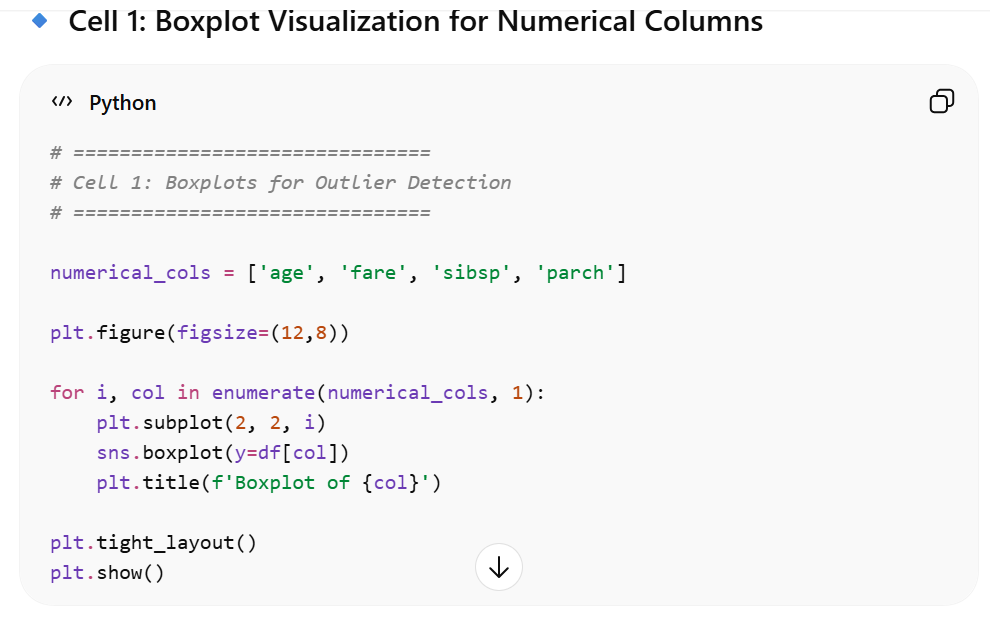 Cell 1: Boxplot Visualization for Numerical Columns
Python
# ===============================
# Cell 1: Boxplots for Outlier Detection
# ===============================
numerical_cols = ['age', 'fare', 'sibsp', 'parch']
plt.figure(figsize=(12,8))
for i, col in enumerate(numerical_cols, 1):
    plt.subplot(2, 2, i)
    sns.boxplot(y=df[col])
    plt.title(f'Boxplot of {col}')
plt.tight_layout()
plt.show()